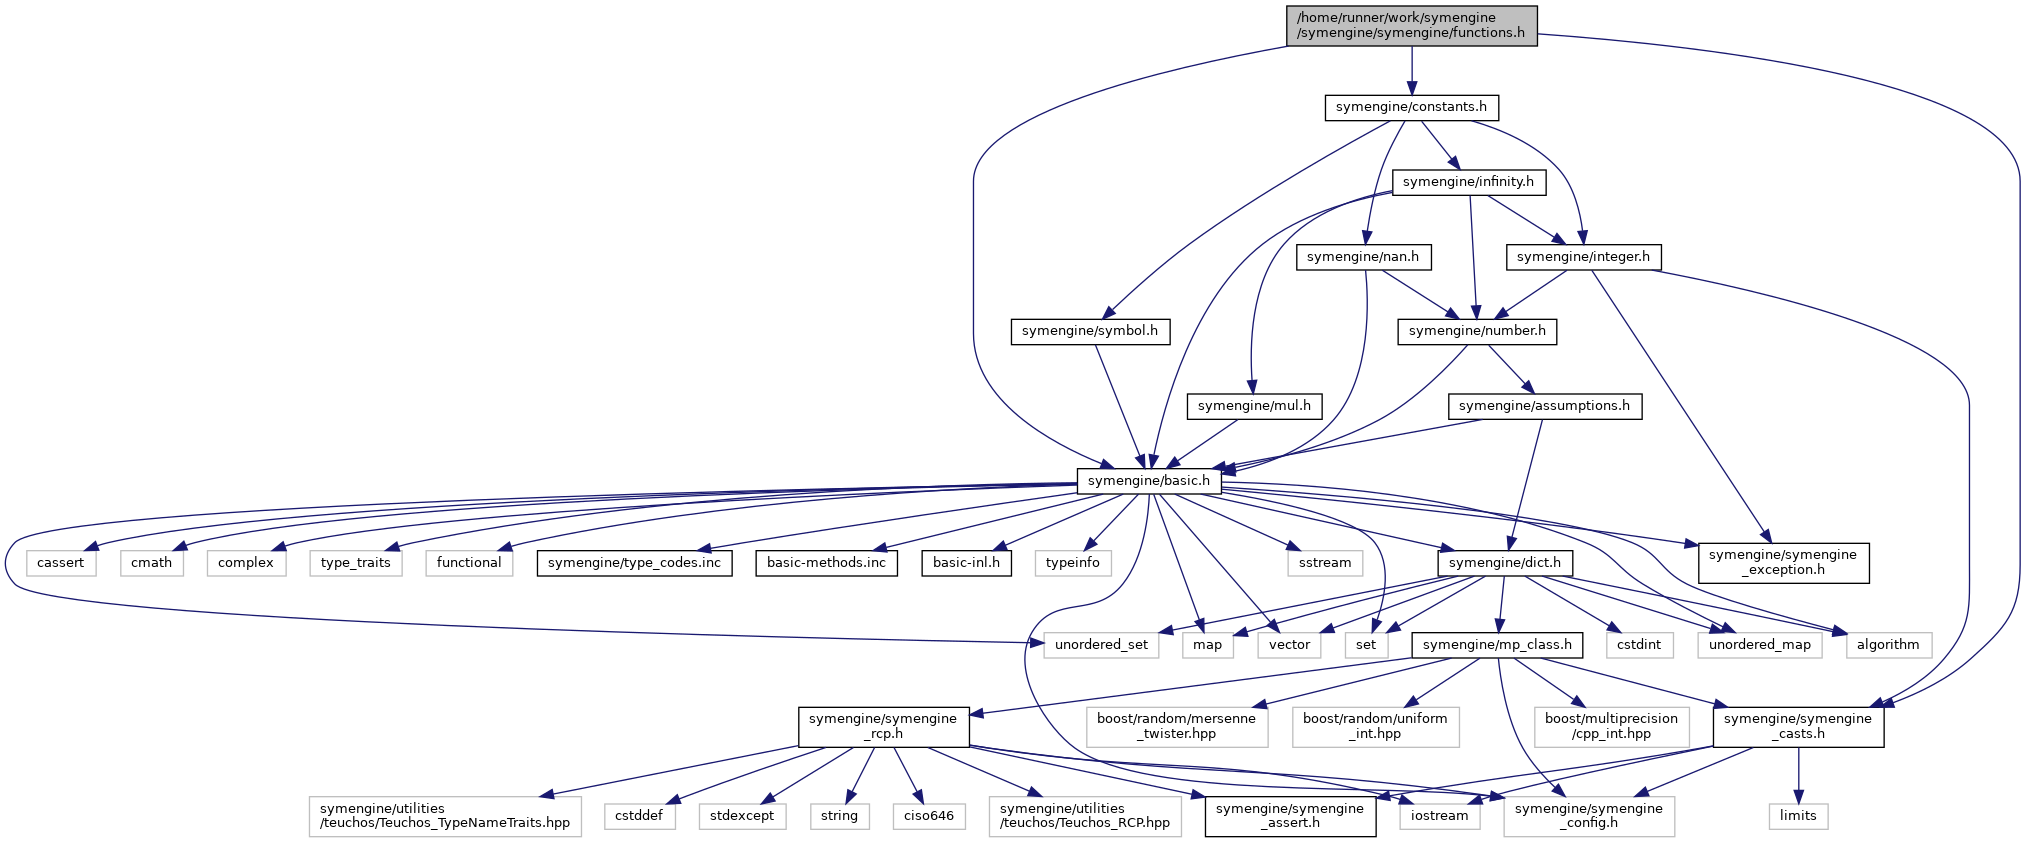 /home/runner/work/symengine
/symengine/symengine/functions.h
symengine/constants.h
symengine/infinity.h
symengine/nan.h
symengine/integer.h
symengine/symbol.h
symengine/number.h
symengine/mul.h
symengine/assumptions.h
symengine/basic.h
cassert
cmath
complex
type_traits
functional
symengine/type_codes.inc
basic-methods.inc
basic-inl.h
typeinfo
sstream
symengine/dict.h
symengine/symengine
_exception.h
unordered_set
map
vector
set
symengine/mp_class.h
cstdint
unordered_map
algorithm
symengine/symengine
_rcp.h
boost/random/mersenne
_twister.hpp
boost/random/uniform
_int.hpp
boost/multiprecision
/cpp_int.hpp
symengine/symengine
_casts.h
symengine/utilities
/teuchos/Teuchos_TypeNameTraits.hpp
cstddef
stdexcept
string
ciso646
symengine/utilities
/teuchos/Teuchos_RCP.hpp
symengine/symengine
_assert.h
iostream
symengine/symengine
_config.h
limits